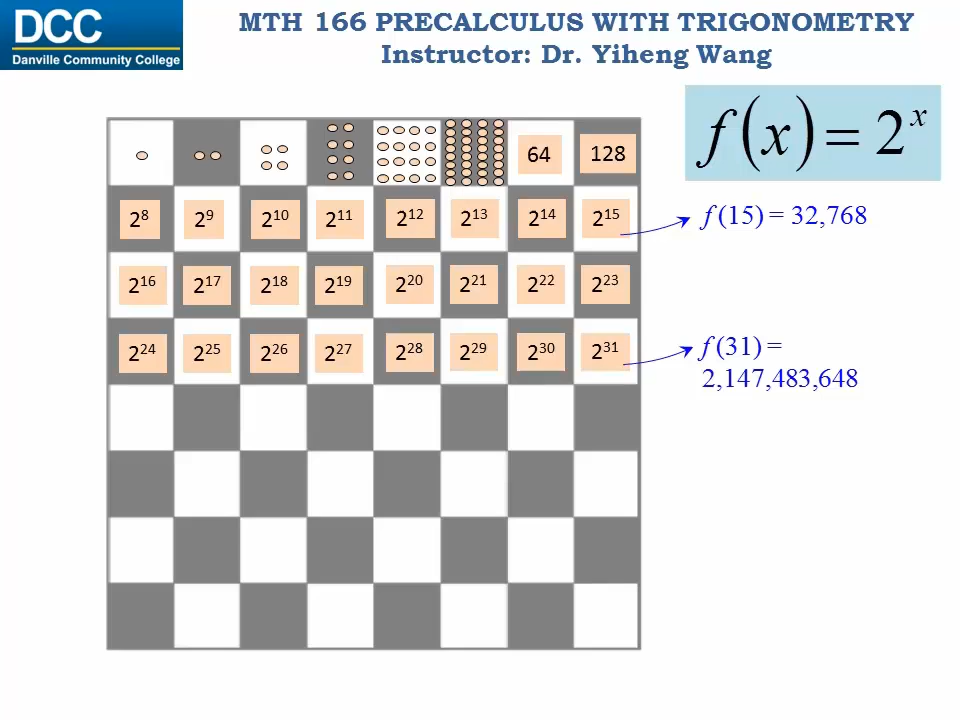 DCC
Danville Community College
MTH 166 PRECALCULUS WITH TRIGONOMETRY
Instructor: Dr. Yiheng Wang
f(x) = 2^x
64 128
2^8 2^9 2^10 2^11 2^12 2^13 2^14 2^15
f (15) = 32,768
2^16 2^17 2^18 2^19 2^20 2^21 2^22 2^23
2^24 2^25 2^26 2^27 2^28 2^29 2^30 2^31
f (31) =
2,147,483,648